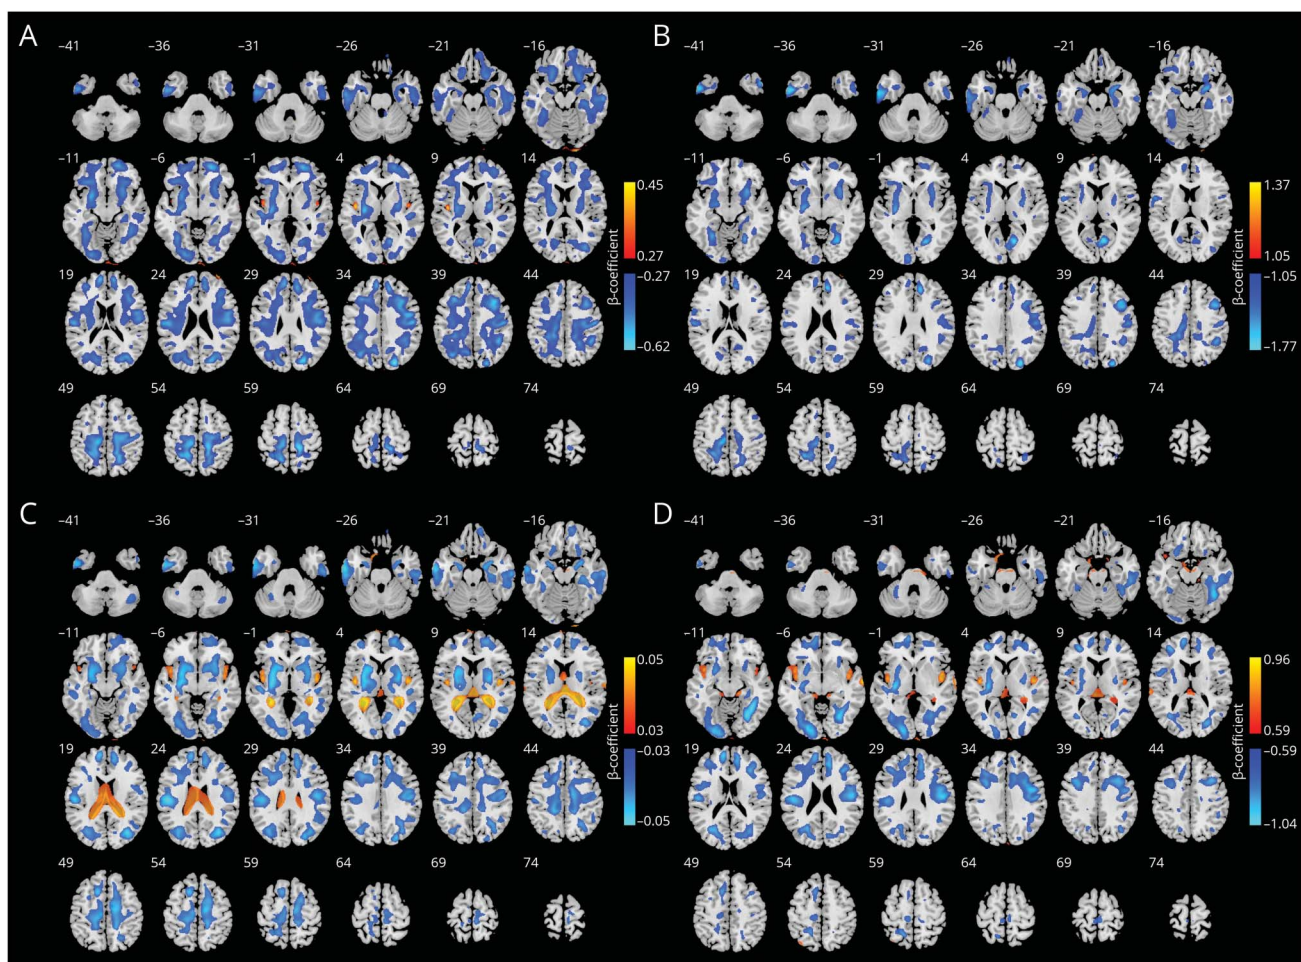 A
−41 −36 −31 −26 −21 −16
−11 −6 −1 4 9 14
19 24 29 34 39 44
49 54 59 64 69 74
0.45
0.27
−0.27
−0.62
β-coefficient
B
−41 −36 −31 −26 −21 −16
−11 −6 −1 4 9 14
19 24 29 34 39 44
49 54 59 64 69 74
1.37
1.05
−1.05
−1.77
β-coefficient
C
−41 −36 −31 −26 −21 −16
−11 −6 −1 4 9 14
19 24 29 34 39 44
49 54 59 64 69 74
0.05
0.03
−0.03
−0.05
β-coefficient
D
−41 −36 −31 −26 −21 −16
−11 −6 −1 4 9 14
19 24 29 34 39 44
49 54 59 64 69 74
0.96
0.59
−0.59
−1.04
β-coefficient